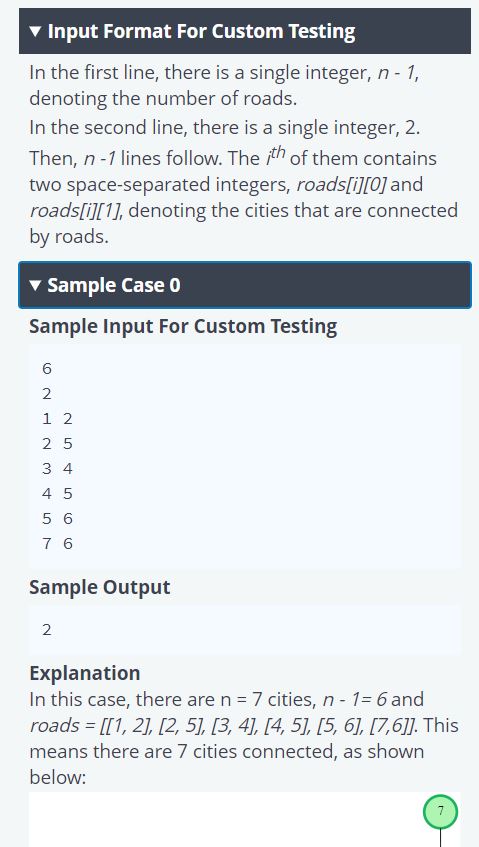 ▼ Input Format For Custom Testing
In the first line, there is a single integer, n - 1,
denoting the number of roads.
In the second line, there is a single integer, 2.
Then, n -1 lines follow. The ith of them contains
two space-separated integers, roads[i][0] and
roads[i][1], denoting the cities that are connected
by roads.
▼ Sample Case 0
Sample Input For Custom Testing
6
2
1 2
2 5
3 4
4 5
5 6
7 6
Sample Output
2
Explanation
In this case, there are n = 7 cities, n - 1= 6 and
roads = [[1, 2], [2, 5], [3, 4], [4, 5], [5, 6], [7,6]]. This
means there are 7 cities connected, as shown
below:
7